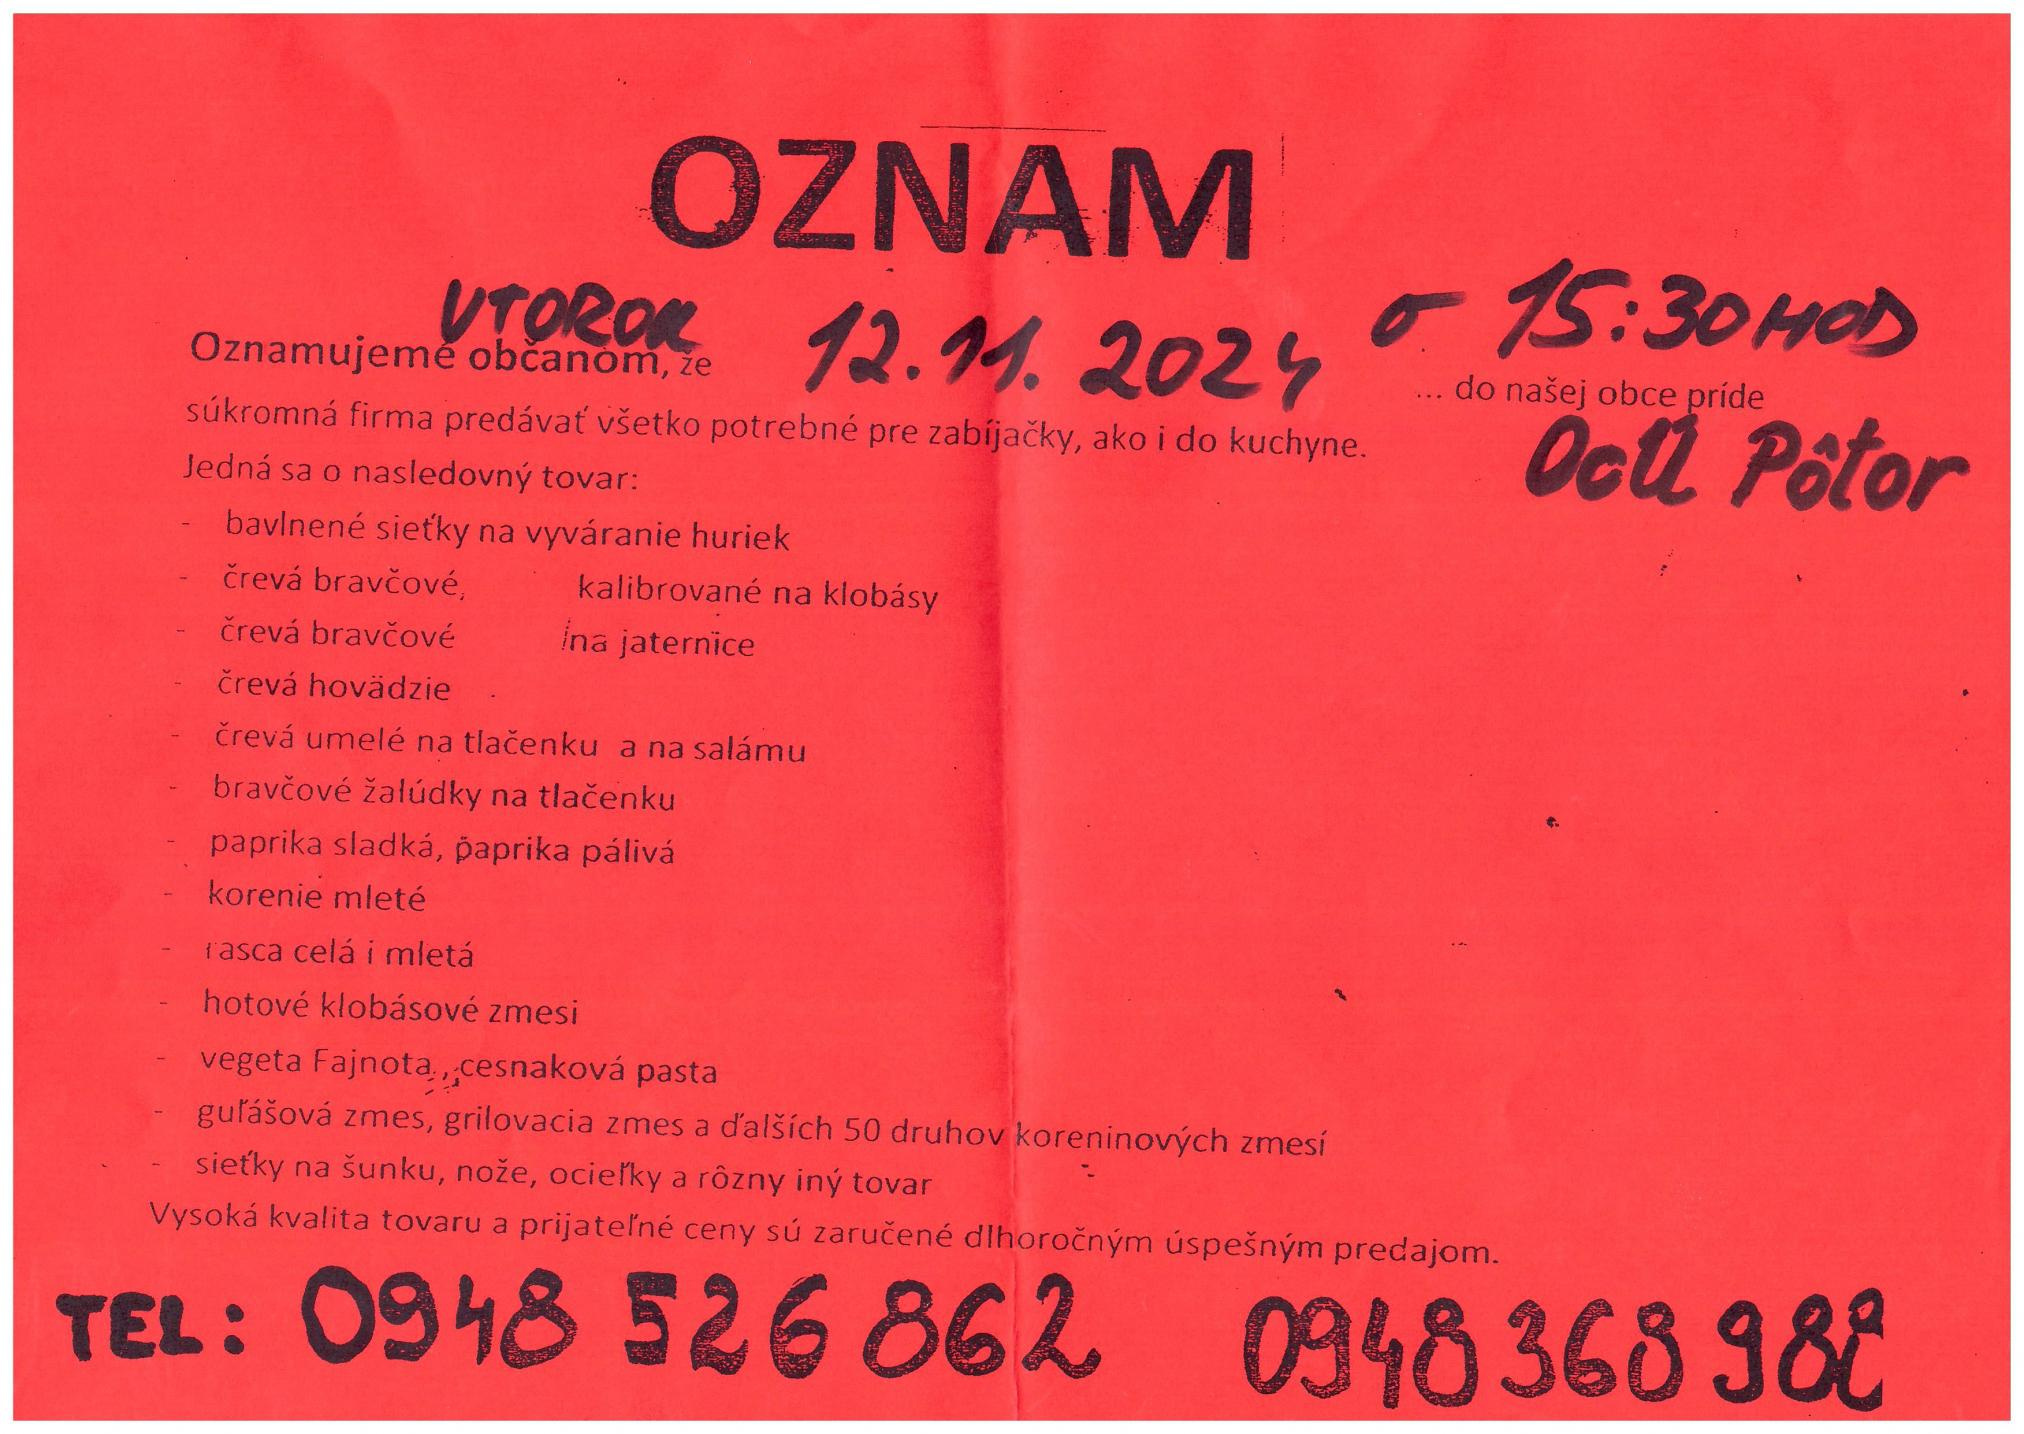 OZNAM
UTOROK 12.11.2024 o 15:30 HOD
Oznamujeme občanom, že ... do našej obce príde
súkromná firma predávať všetko potrebné pre zabíjačky, ako i do kuchyne.
Pôtor
Jedná sa o nasledovný tovar:
- bavlnené sieťky na vyváranie huriek
- črevá bravčové, kalibrované na klobásy
- črevá bravčové na jaternice
- črevá hovädzie
- črevá umelé na tlačenku a na salámu
- bravčové žalúdky na tlačenku
- paprika sladká, paprika pálivá
- korenie mleté
- rasca celá i mletá
- hotové klobásové zmesi
- vegeta Fajnota, cesnaková pasta
- guľášová zmes, grilovacia zmes a ďalších 50 druhov koreninových zmesí
- sieťky na šunku, nože, ocieľky a rôzny iný tovar
Vysoká kvalita tovaru a prijateľné ceny sú zaručené dlhoročným úspešným predajom.
TEL: 0948 526 862 0948 368